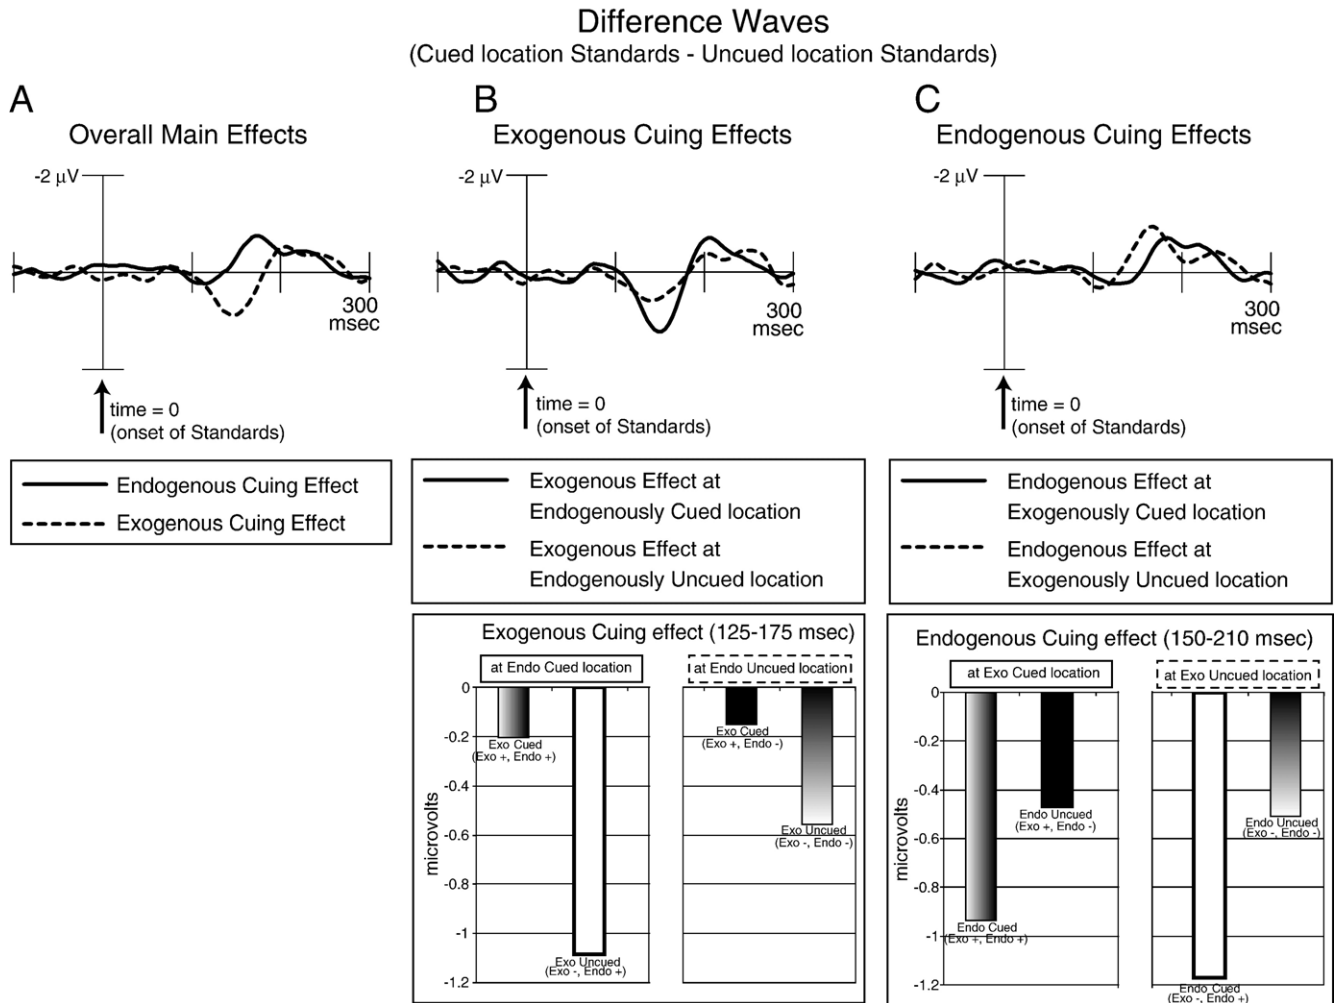 Difference Waves
(Cued location Standards - Uncued location Standards)
A
Overall Main Effects
-2 μV
300
msec
time = 0
(onset of Standards)
Endogenous Cuing Effect
Exogenous Cuing Effect
B
Exogenous Cuing Effects
-2 μV
300
msec
time = 0
(onset of Standards)
Exogenous Effect at
Endogenously Cued location
Exogenous Effect at
Endogenously Uncued location
Exogenous Cuing effect (125-175 msec)
at Endo Cued location
at Endo Uncued location
microvolts
0
-0.2
-0.4
-0.6
-0.8
-1
-1.2
Exo Cued
(Exo +, Endo +)
Exo Uncued
(Exo -, Endo +)
Exo Cued
(Exo +, Endo -)
Exo Uncued
(Exo -, Endo -)
C
Endogenous Cuing Effects
-2 μV
300
msec
time = 0
(onset of Standards)
Endogenous Effect at
Exogenously Cued location
Endogenous Effect at
Exogenously Uncued location
Endogenous Cuing effect (150-210 msec)
at Exo Cued location
at Exo Uncued location
microvolts
0
-0.2
-0.4
-0.6
-0.8
-1
-1.2
Endo Cued
(Exo +, Endo +)
Endo Uncued
(Exo +, Endo -)
Endo Cued
(Exo -, Endo +)
Endo Uncued
(Exo -, Endo -)